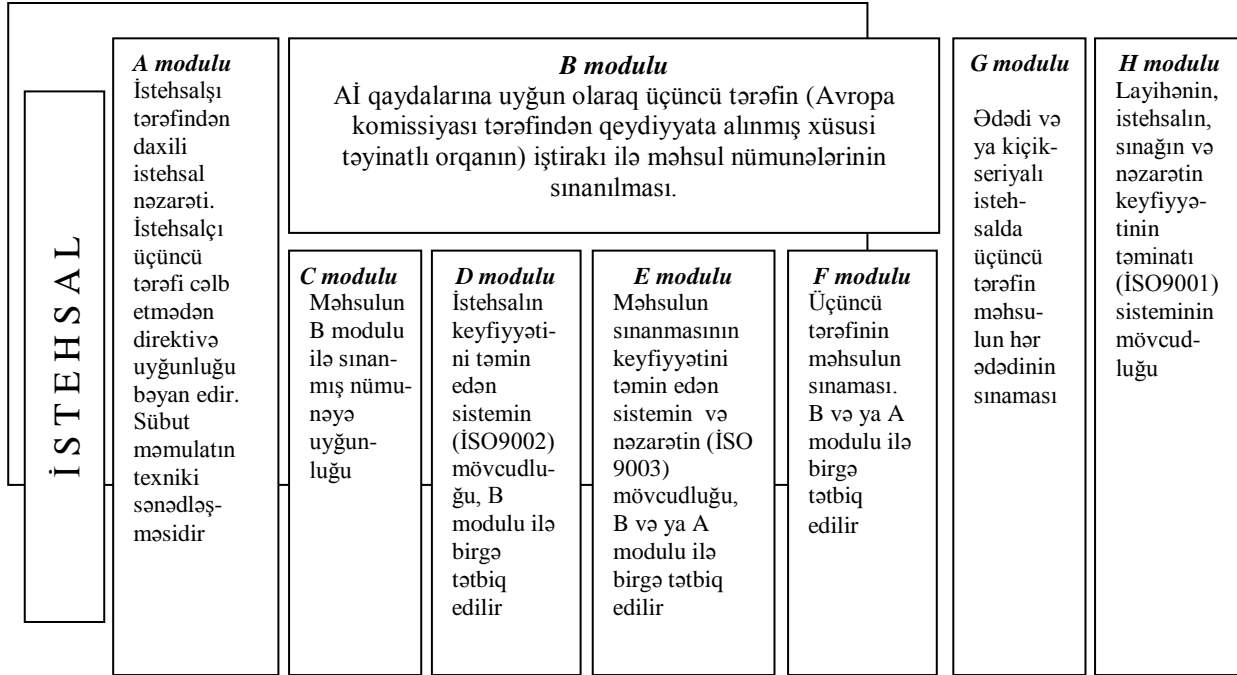 İSTEHSAL
A modulu
İstehsalşı
tərəfindən
daxili
istehsal
nəzarəti.
İstehsalçı
üçüncü
tərəfi cəlb
etmədən
direktivə
uyğunluğu
bəyan edir.
Sübut
məmulatın
texniki
sənədləş-
məsidir
B modulu
Aİ qaydalarına uyğun olaraq üçüncü tərəfin (Avropa
komissiyası tərəfindən qeydiyyata alınmış xüsusi
təyinatlı orqanın) iştirakı ilə məhsul nümunələrinin
sınanılması.
C modulu
Məhsulun
B modulu
ilə sınan-
mış nümu-
nəyə
uyğun-
luğu
D modulu
İstehsalın
keyfiyyəti-
ni təmin
edən
sistemin
(İSO9002)
mövcudlu-
ğu, B
modulu ilə
birgə
tətbiq
edilir
E modulu
Məhsulun
sınanmasının
keyfiyyətini
təmin edən
sistemin və
nəzarətin (İSO
9003)
mövcudluğu,
B və ya A
modulu ilə
birgə tətbiq
edilir
F modulu
Üçüncü
tərəfinin
məhsulun
sınaması.
B və ya A
modulu ilə
birgə
tətbiq
edilir
G modulu
Ədədi və
ya kiçik-
seriyalı
isteh-
salda
üçüncü
tərəfin
məhsu-
lun hər
ədədinin
sınaması
H modulu
Layihənin,
istehsalın,
sınağın və
nəzarətin
keyfiyyə-
tinin
təminatı
(İSO9001)
sisteminin
mövcud-
luğu